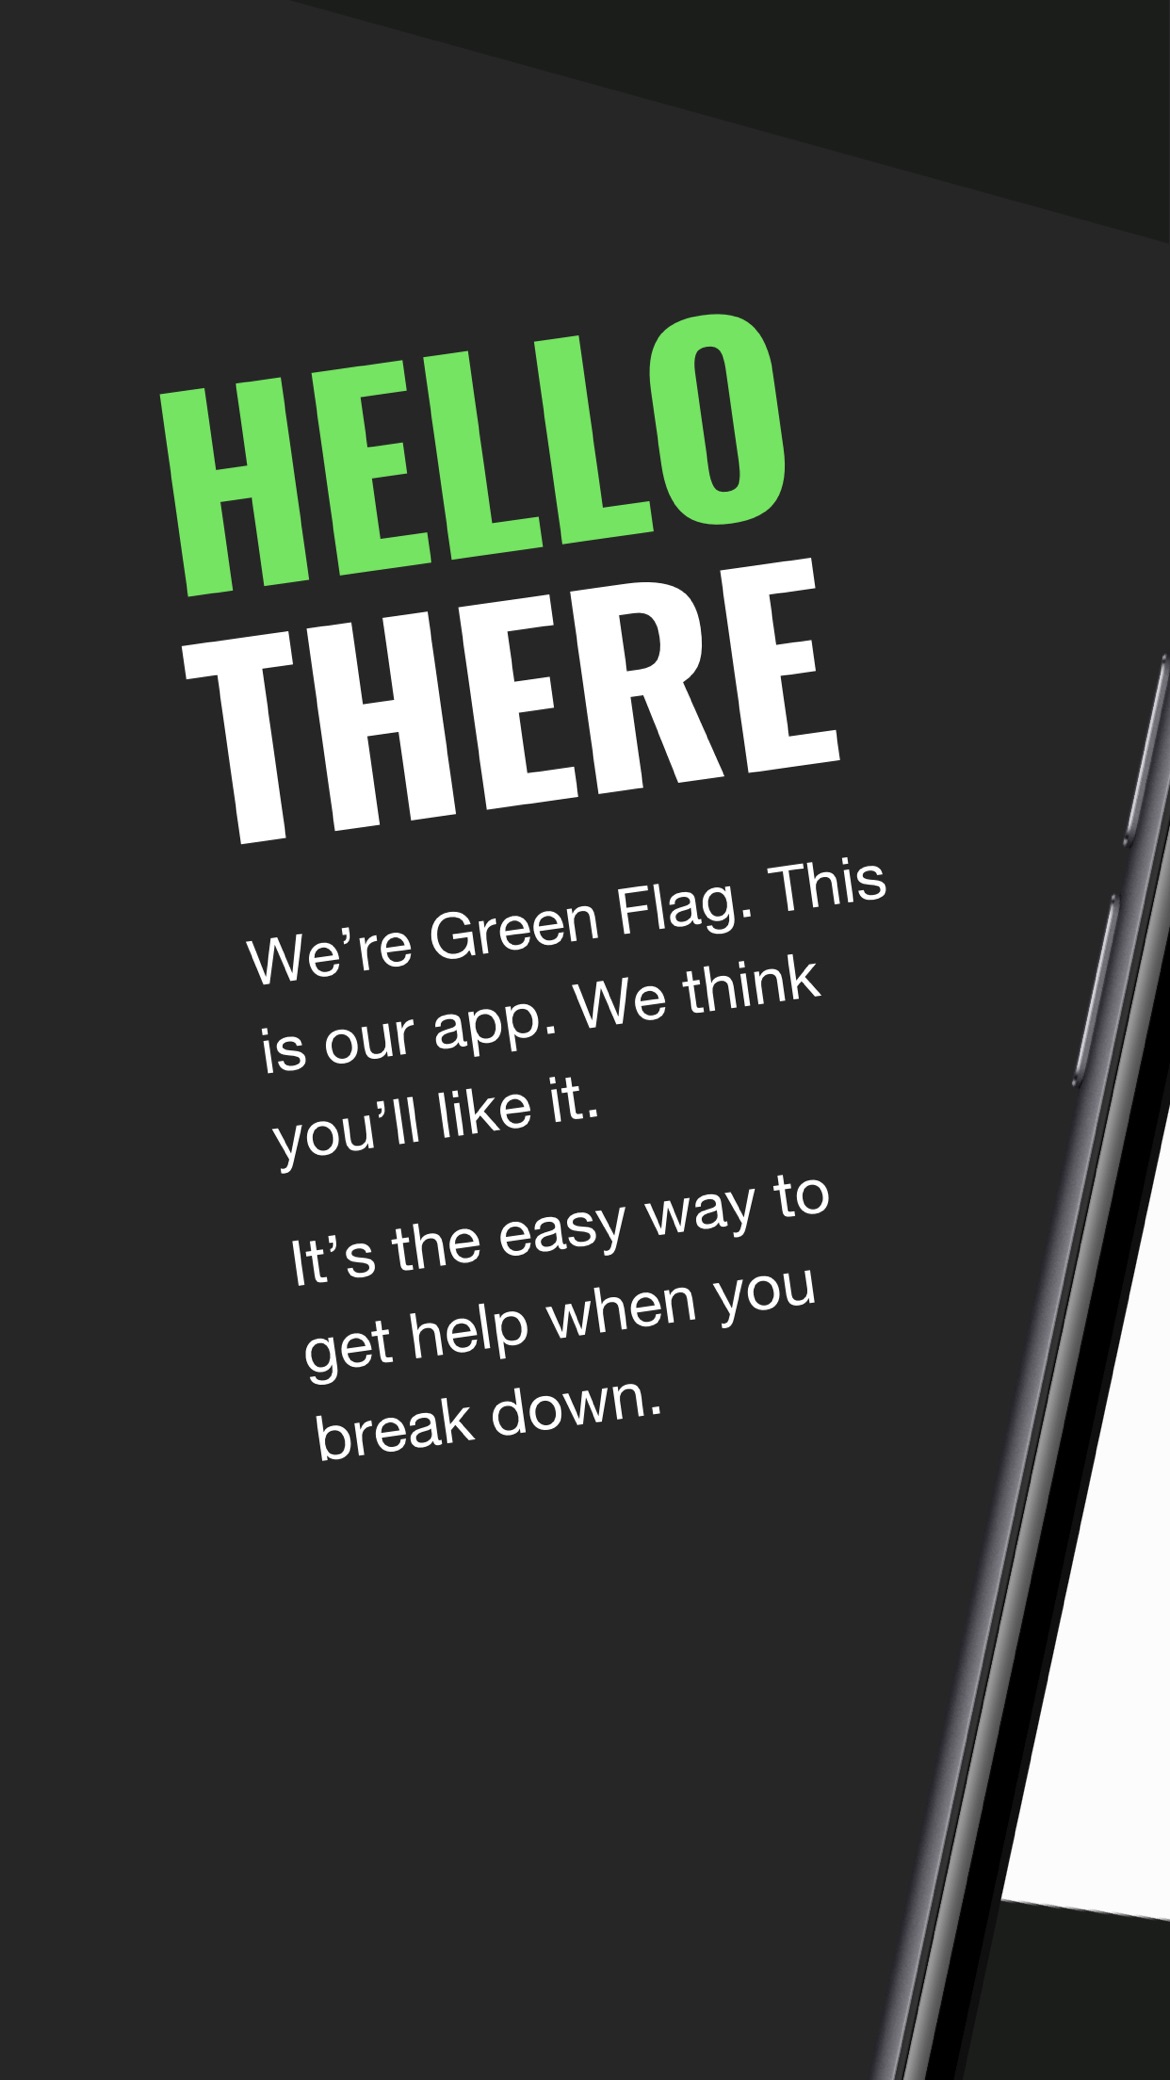 HELLO
THERE
We’re Green Flag. This
is our app. We think
you’ll like it.
It’s the easy way to
get help when you
break down.